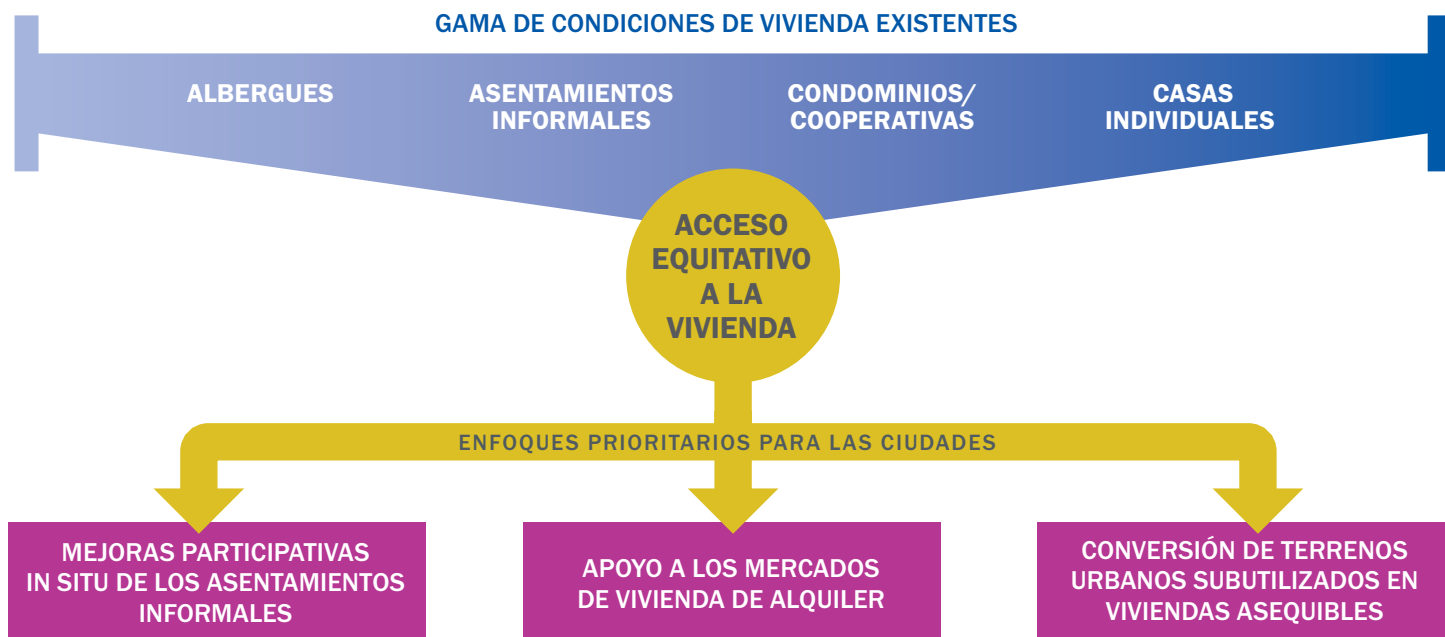 GAMA DE CONDICIONES DE VIVIENDA EXISTENTES
ALBERGUES
ASENTAMIENTOS
INFORMALES
CONDOMINIOS/
COOPERATIVAS
CASAS
INDIVIDUALES
ACCESO
EQUITATIVO
A LA
VIVIENDA
ENFOQUES PRIORITARIOS PARA LAS CIUDADES
MEJORAS PARTICIPATIVAS
IN SITU DE LOS ASENTAMIENTOS
INFORMALES
APOYO A LOS MERCADOS
DE VIVIENDA DE ALQUILER
CONVERSIÓN DE TERRENOS
URBANOS SUBUTILIZADOS EN
VIVIENDAS ASEQUIBLES